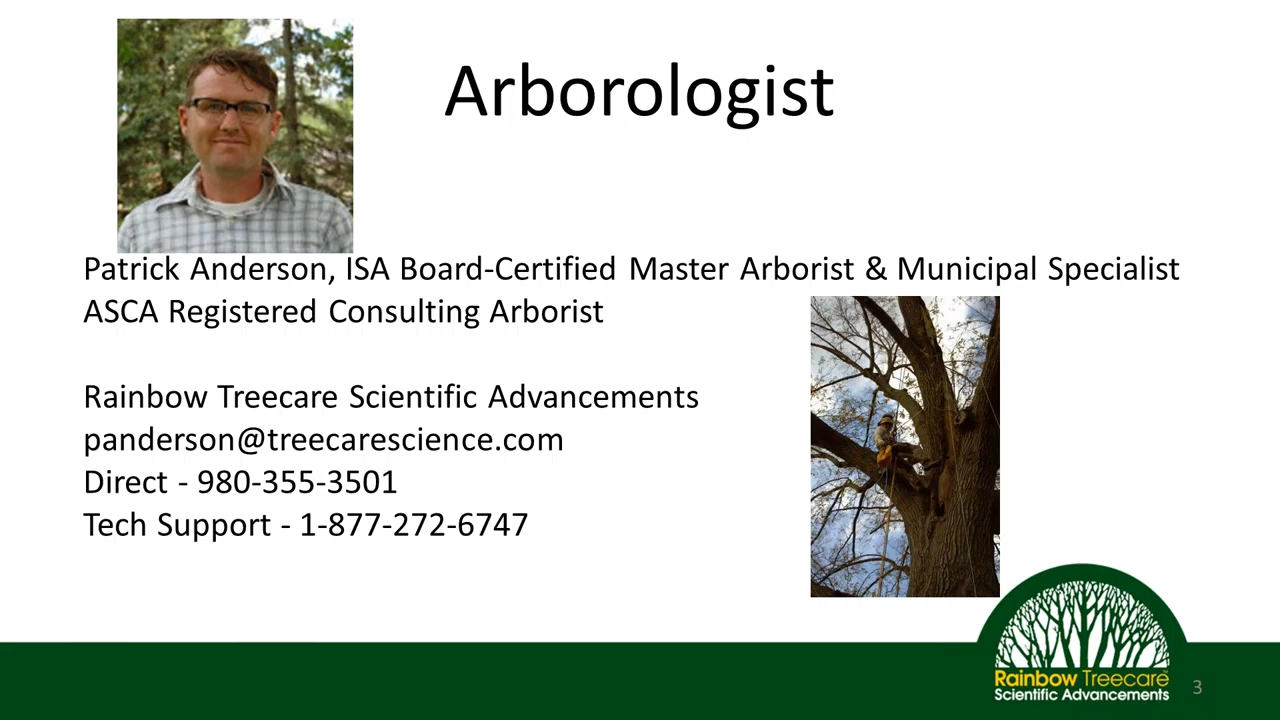 Arborologist
Patrick Anderson, ISA Board-Certified Master Arborist & Municipal Specialist
ASCA Registered Consulting Arborist
Rainbow Treecare Scientific Advancements
panderson@treecarescience.com
Direct - 980-355-3501
Tech Support - 1-877-272-6747
Rainbow Treecare
Scientific Advancements
3